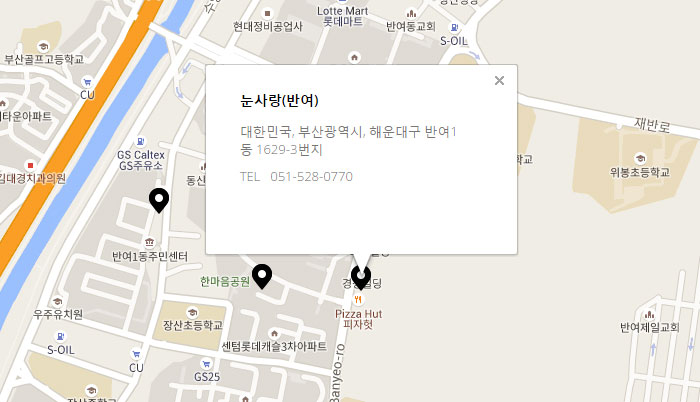 Lotte Mart
롯데마트
현대정비공업사
반여동교회
S-OIL
부산골프고등학교
CU
타운아파트
재반로
GS Caltex
GS주유소
김대경치과의원
눈사랑(반여)
대한민국, 부산광역시, 해운대구 반여1
동 1629-3번지
TEL 051-528-0770
위봉초등학교
반여1동주민센터
한마음공원
Pizza Hut
피자헛
우주유치원
장산초등학교
센텀롯데캐슬3차아파트
반여제일교회
S-OIL
CU
GS25
Banyeo-ro